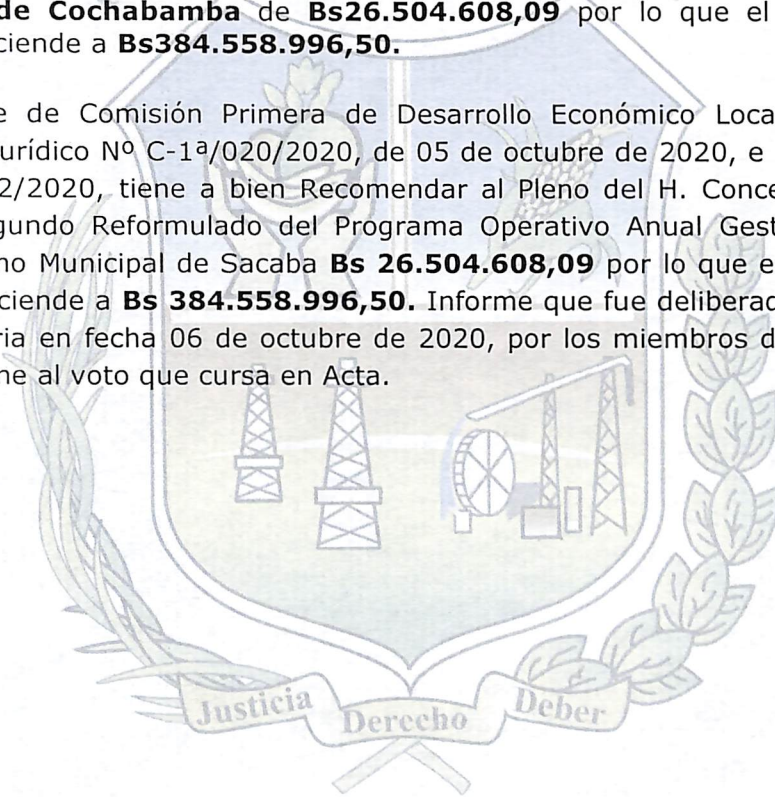 de Cochabamba de Bs26.504.608,09 por lo que el
ciende a Bs384.558.996,50.
e de Comisión Primera de Desarrollo Económico Loca
urídico Nº C-1ª/020/2020, de 05 de octubre de 2020, e
2/2020, tiene a bien Recomendar al Pleno del H. Conce
gundo Reformulado del Programa Operativo Anual Gest
no Municipal de Sacaba Bs 26.504.608,09 por lo que e
ciende a Bs 384.558.996,50. Informe que fue deliberad
ria en fecha 06 de octubre de 2020, por los miembros d
ne al voto que cursa en Acta.
Justicia Derecho Deber